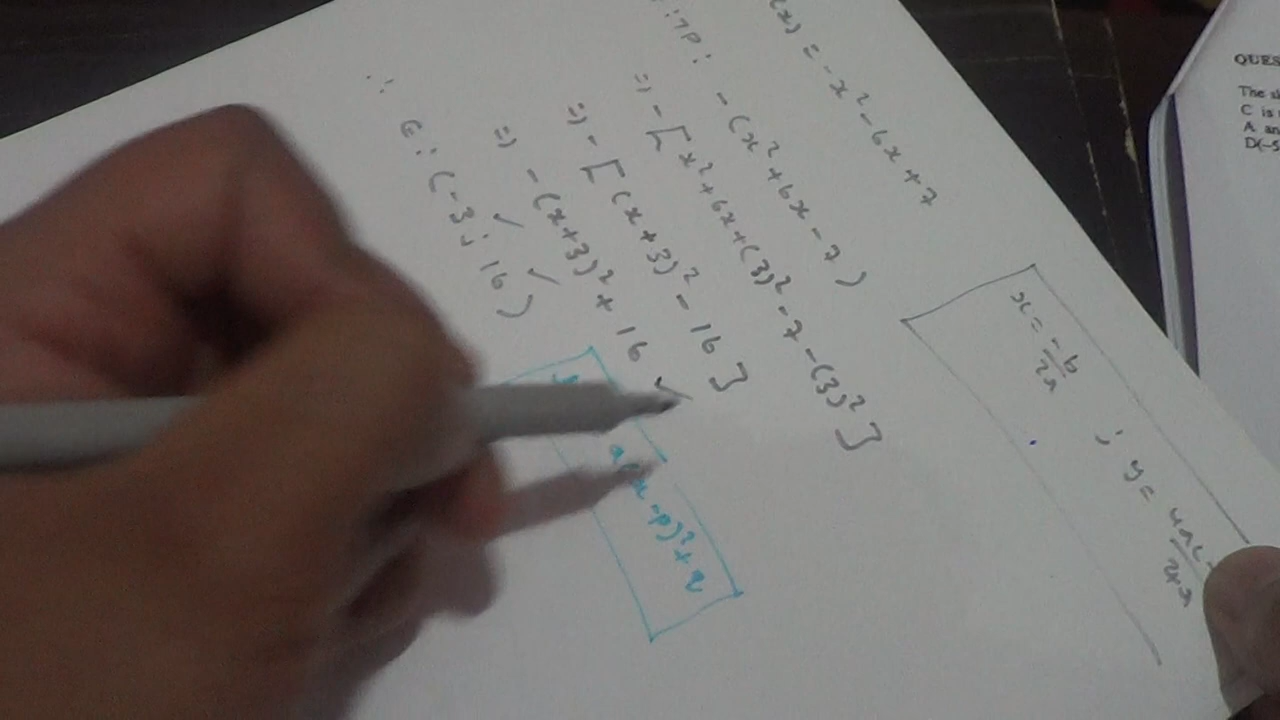 (x) = -x² - 6x + 7
: TP : - (x² + 6x - 7)
=) - [x² + 6x + (3)² - 7 - (3)²]
=) - [(x + 3)² - 16]
=) - (x + 3)² + 16 ✓
∴ E : (-3 ; 16)
a(x - p)² + q
x = -b/2a ; y = 4ac -
QUES
The
C is
A an
D(-5